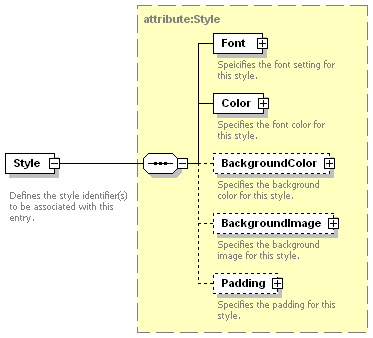 attribute:Style
Font
Speicifies the font setting for
this style.
Color
Specifies the font color for
this style.
Style
Defines the style identifier(s)
to be associated with this
entry.
BackgroundColor
Specifies the background
color for this style.
BackgroundImage
Specifies the background
image for this style.
Padding
Specifies the padding for this
style.